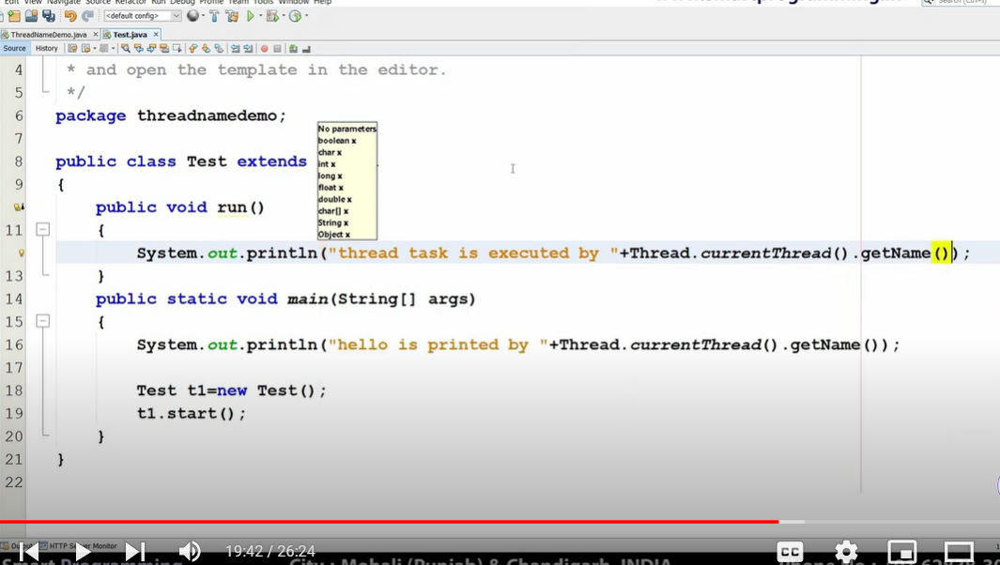 Edit View Navigate Source Refactor Run Debug Profile Team Tools Window Help
<default config>
Search (Ctrl+I)
ThreadNameDemo.java
Test.java
Source History
4 * and open the template in the editor.
5 */
6 package threadnamedemo;
7
8 public class Test extends
No parameters
boolean x
char x
int x
long x
float x
double x
char[] x
String x
Object x
9 {
public void run()
11 {
System.out.println("thread task is executed by "+Thread.currentThread().getName());
13 }
14 public static void main(String[] args)
15 {
16 System.out.println("hello is printed by "+Thread.currentThread().getName());
17
18 Test t1=new Test();
19 t1.start();
20 }
21 }
22
HTTP Server Monitor
19:42 / 26:24
CC
Smart Programming
City : Mohali (Punjab) & Chandigarh, INDIA